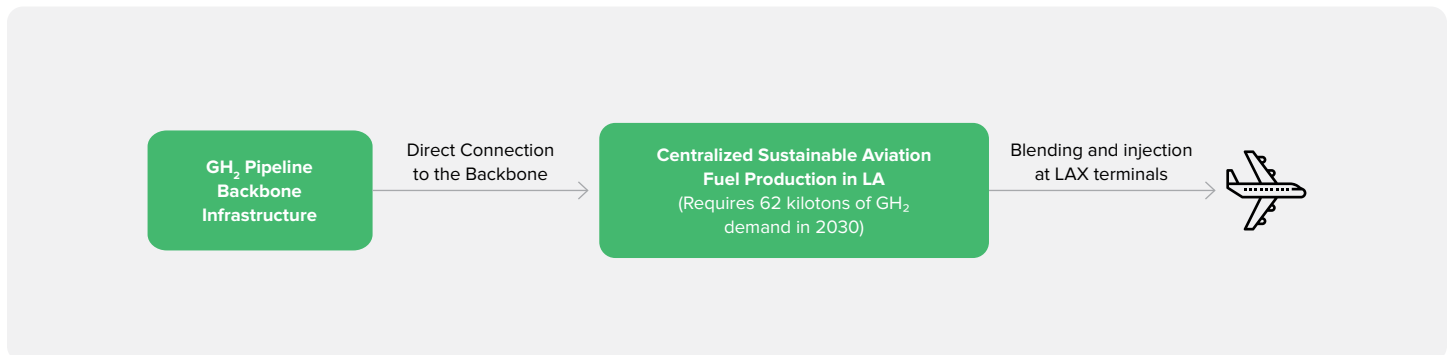 GH₂ Pipeline
Backbone
Infrastructure
Direct Connection
to the Backbone
Centralized Sustainable Aviation
Fuel Production in LA
(Requires 62 kilotons of GH₂
demand in 2030)
Blending and injection
at LAX terminals